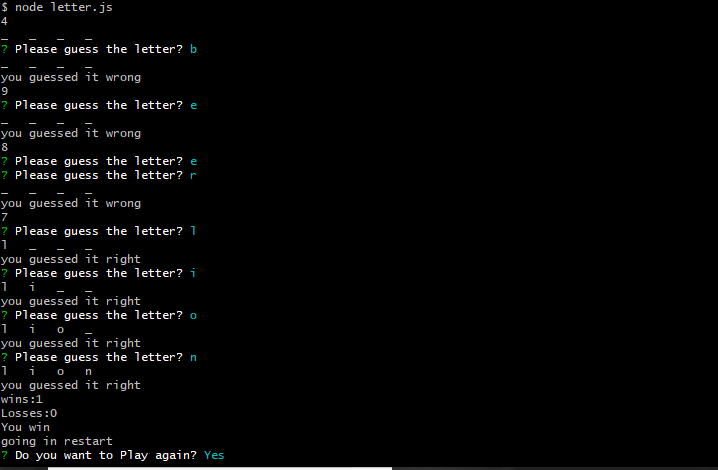 $ node letter.js
4
_ _ _ _
? Please guess the letter? b
_ _ _ _
you guessed it wrong
9
? Please guess the letter? e
_ _ _ _
you guessed it wrong
8
? Please guess the letter? e
? Please guess the letter? r
_ _ _ _
you guessed it wrong
7
? Please guess the letter? l
l _ _ _
you guessed it right
? Please guess the letter? i
l i _ _
you guessed it right
? Please guess the letter? o
l i o _
you guessed it right
? Please guess the letter? n
l i o n
you guessed it right
wins:1
Losses:0
You win
going in restart
? Do you want to Play again? Yes